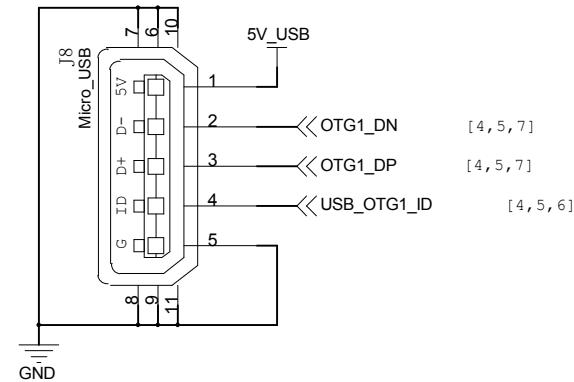 7 6 10
5V_USB
J8
Micro_USB
5V 1
D- 2 OTG1_DN [4,5,7]
D+ 3 OTG1_DP [4,5,7]
ID 4 USB_OTG1_ID [4,5,6]
G 5
8 9 11
GND